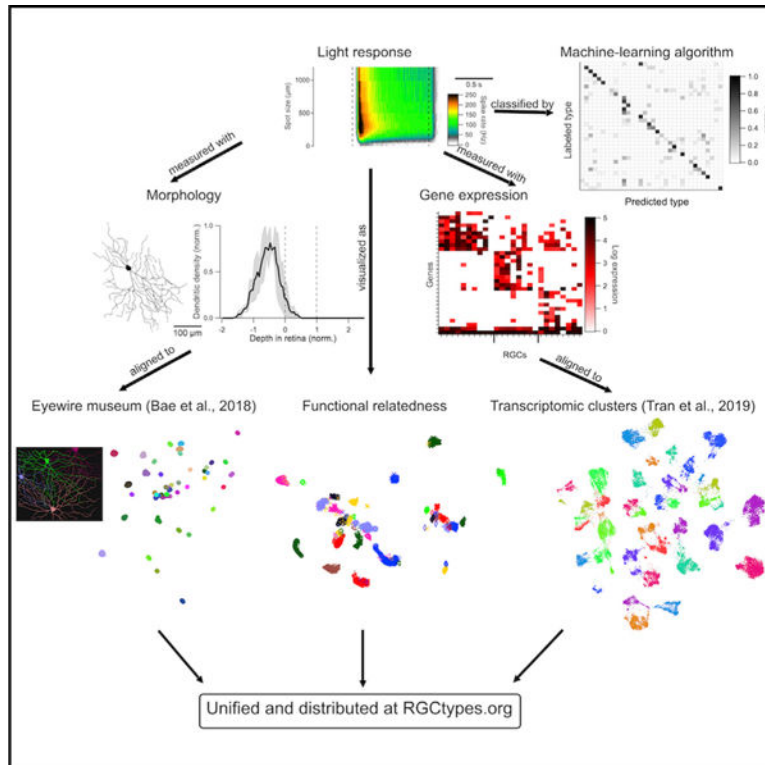 Light response
Machine-learning algorithm
Spot size (µm)
1000
500
0
0.5 s
250
200
150
100
50
0
Spike rate (Hz)
classified by
Labeled type
Predicted type
1.0
0.8
0.6
0.4
0.2
0.0
measured with
measured with
visualized as
Morphology
Gene expression
100 µm
Dendritic density (norm.)
1.0
0.5
0.0
-2
-1
0
1
2
Depth in retina (norm.)
Genes
RGCs
5
4
3
2
1
0
Log expression
aligned to
aligned to
Eyewire museum (Bae et al., 2018)
Functional relatedness
Transcriptomic clusters (Tran et al., 2019)
Unified and distributed at RGCtypes.org